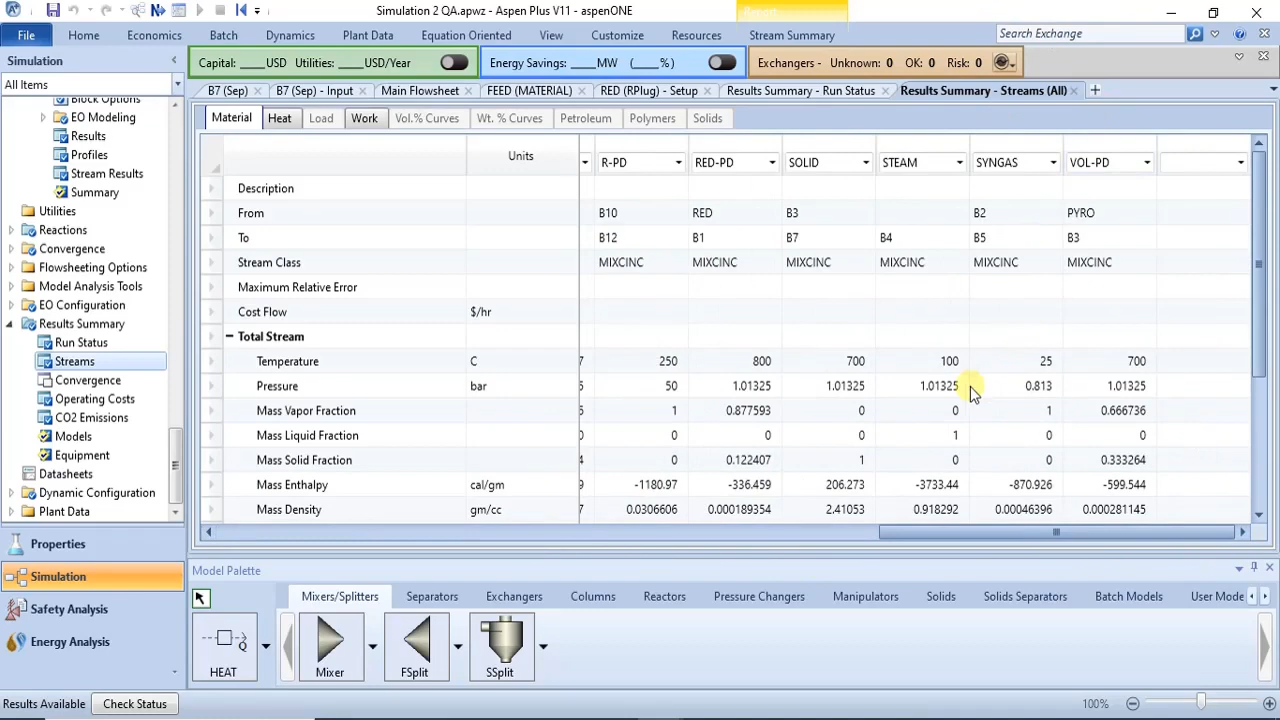 Simulation 2 QA.apwz - Aspen Plus V11 - aspenONE
File Home Economics Batch Dynamics Plant Data Equation Oriented View Customize Resources Stream Summary Search Exchange
Simulation
Capital: ____USD Utilities: ____USD/Year Energy Savings: ____MW (____%) Exchangers - Unknown: 0 OK: 0 Risk: 0
All Items
B7 (Sep) B7 (Sep) - Input Main Flowsheet FEED (MATERIAL) RED (RPlug) - Setup Results Summary - Run Status Results Summary - Streams (All)
Block Options
EO Modeling
Results
Profiles
Stream Results
Summary
Utilities
Reactions
Convergence
Flowsheeting Options
Model Analysis Tools
EO Configuration
Results Summary
Run Status
Streams
Convergence
Operating Costs
CO2 Emissions
Models
Equipment
Datasheets
Dynamic Configuration
Plant Data
Properties
Simulation
Safety Analysis
Energy Analysis
Material Heat Load Work Vol.% Curves Wt. % Curves Petroleum Polymers Solids
Units R-PD RED-PD SOLID STEAM SYNGAS VOL-PD
Description
From B10 RED B3 B2 PYRO
To B12 B1 B7 B4 B5 B3
Stream Class MIXCINC MIXCINC MIXCINC MIXCINC MIXCINC MIXCINC
Maximum Relative Error
Cost Flow $/hr
Total Stream
Temperature C 250 800 700 100 25 700
Pressure bar 50 1.01325 1.01325 1.01325 0.813 1.01325
Mass Vapor Fraction 1 0.877593 0 0 1 0.666736
Mass Liquid Fraction 0 0 0 1 0 0
Mass Solid Fraction 0 0.122407 1 0 0 0.333264
Mass Enthalpy cal/gm -1180.97 -336.459 206.273 -3733.44 -870.926 -599.544
Mass Density gm/cc 0.0306606 0.000189354 2.41053 0.918292 0.00046396 0.000281145
Model Palette
Mixers/Splitters Separators Exchangers Columns Reactors Pressure Changers Manipulators Solids Solids Separators Batch Models User Mode
HEAT Mixer FSplit SSplit
Results Available Check Status 100%